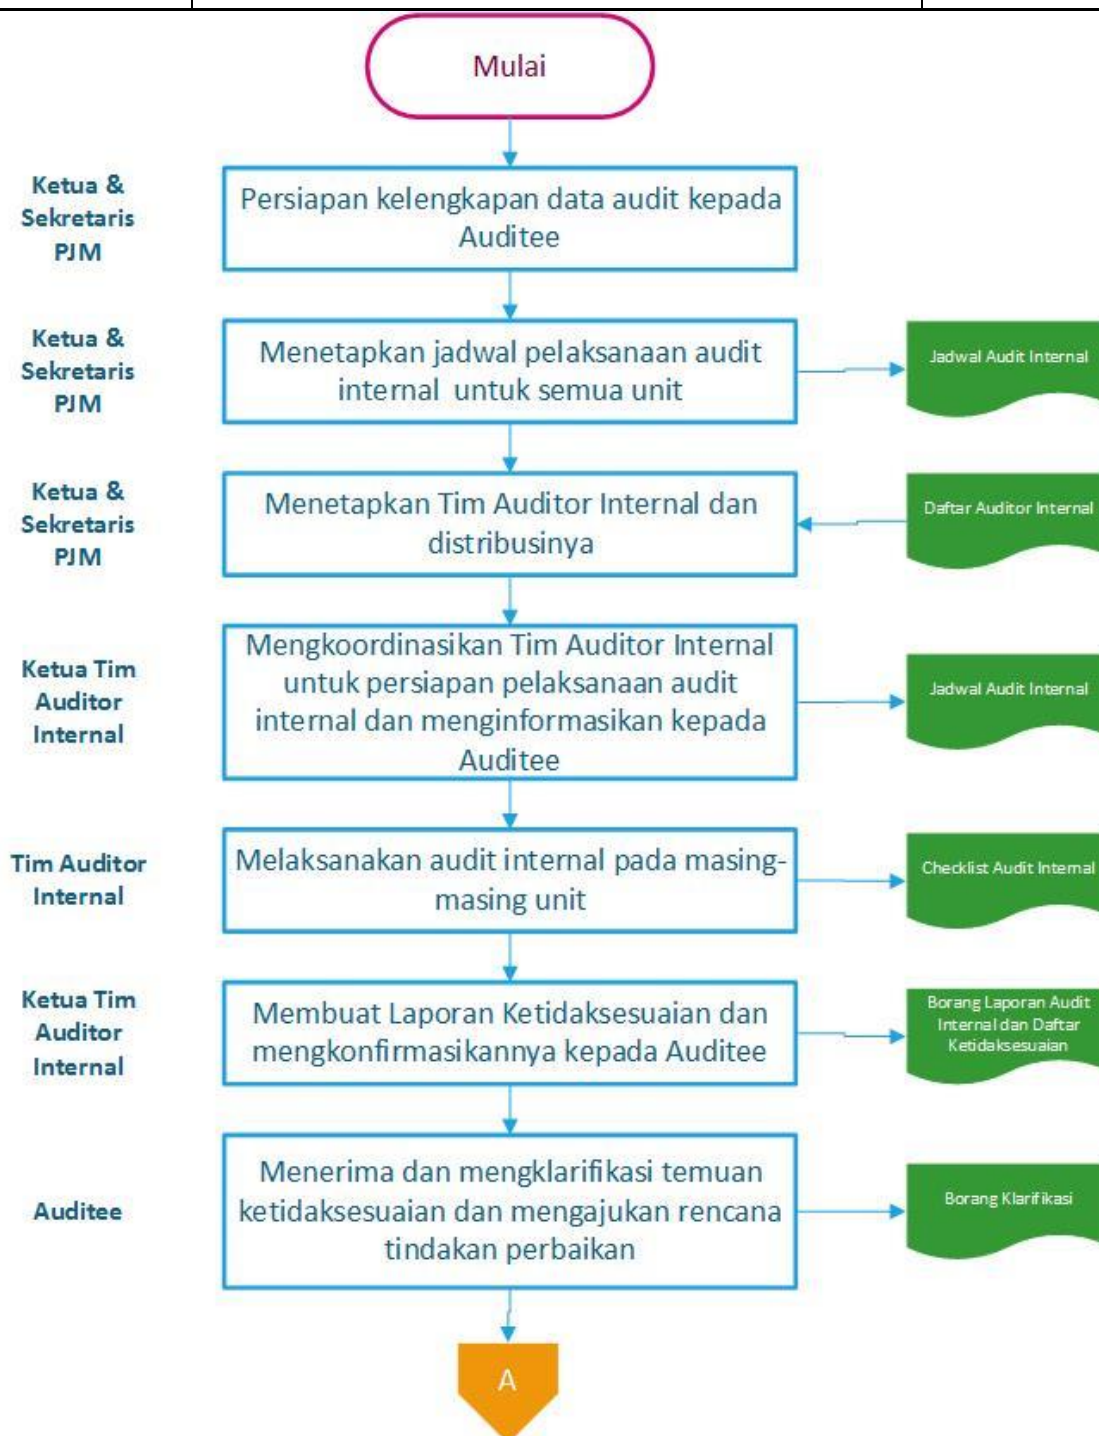 Mulai
Ketua &
Sekretaris
PJM
Persiapan kelengkapan data audit kepada
Auditee
Ketua &
Sekretaris
PJM
Menetapkan jadwal pelaksanaan audit
internal untuk semua unit
Jadwal Audit Internal
Ketua &
Sekretaris
PJM
Menetapkan Tim Auditor Internal dan
distribusinya
Daftar Auditor Internal
Ketua Tim
Auditor
Internal
Mengkoordinasikan Tim Auditor Internal
untuk persiapan pelaksanaan audit
internal dan menginformasikan kepada
Auditee
Jadwal Audit Internal
Tim Auditor
Internal
Melaksanakan audit internal pada masing-
masing unit
Checklist Audit Internal
Ketua Tim
Auditor
Internal
Membuat Laporan Ketidaksesuaian dan
mengkonfirmasikannya kepada Auditee
Borang Laporan Audit
Internal dan Daftar
Ketidaksesuaian
Auditee
Menerima dan mengklarifikasi temuan
ketidaksesuaian dan mengajukan rencana
tindakan perbaikan
Borang Klarifikasi
A